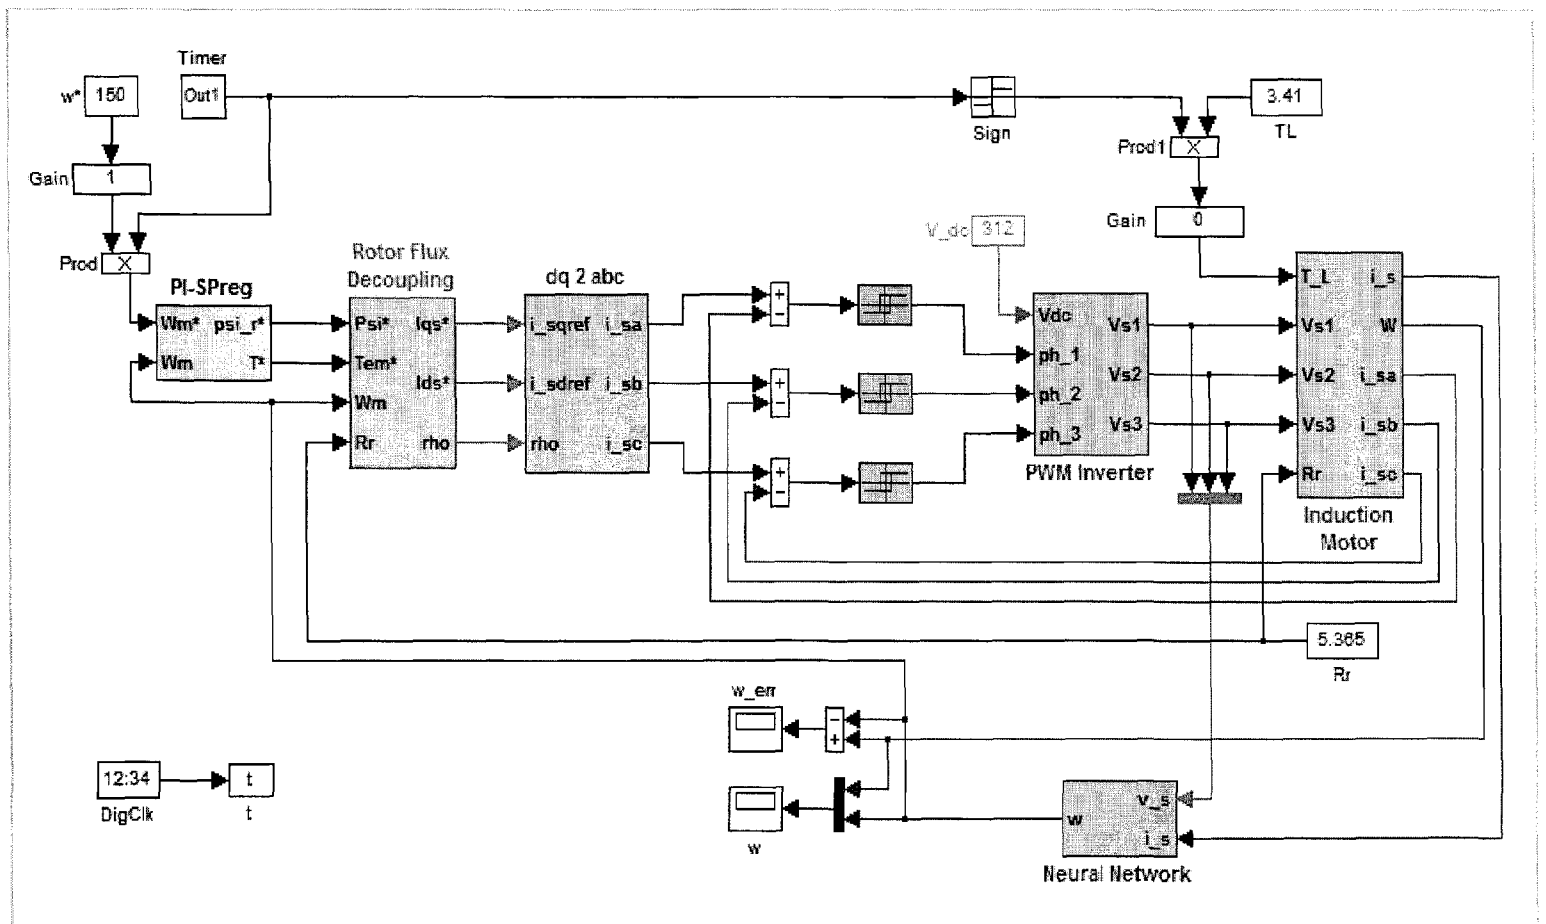 Timer
w*
150
Out1
Sign
3.41
TL
Prod1
X
Gain
1
Gain
0
V_dc
312
Prod
X
PI-SPreg
Wm*
psi_r*
Wm
T*
Rotor Flux
Decoupling
Psi*
Iqs*
Tem*
Ids*
Wm
Rr
rho
dq 2 abc
i_sqref
i_sa
i_sdref
i_sb
rho
i_sc
+
−
+
−
+
−
Vdc
Vs1
ph_1
Vs2
ph_2
Vs3
ph_3
PWM Inverter
T_L
i_s
Vs1
W
Vs2
i_sa
Vs3
i_sb
Rr
i_sc
Induction
Motor
5.365
Rr
w_err
−
+
12:34
DigClk
t
t
w
v_s
w
i_s
Neural Network